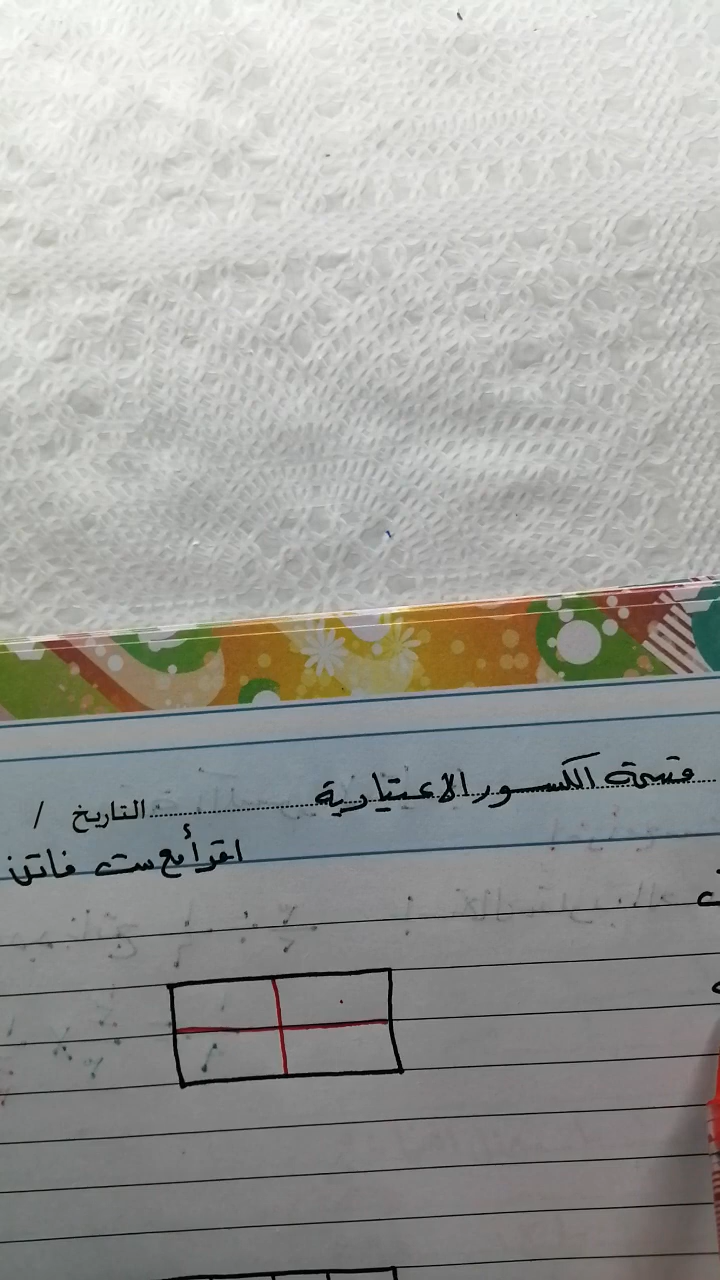 قسمة الكسور الاعتيادية
التاريخ /
اقرأ مع ست فاتن